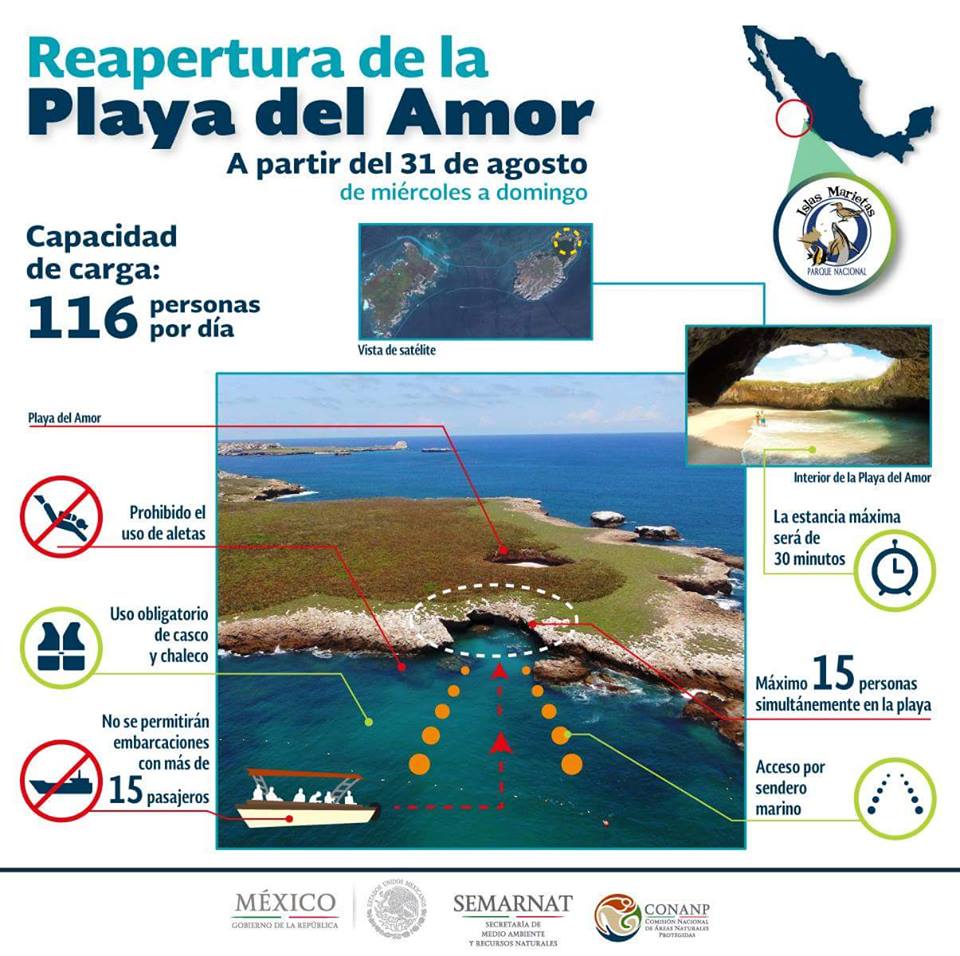 Reapertura de la
Playa del Amor
A partir del 31 de agosto
de miércoles a domingo
Islas Marietas
PARQUE NACIONAL
Capacidad
de carga:
116 personas
por día
Vista de satélite
Interior de la Playa del Amor
Playa del Amor
Prohibido el
uso de aletas
La estancia máxima
será de
30 minutos
Uso obligatorio
de casco
y chaleco
Máximo 15 personas
simultánemente en la playa
No se permitirán
embarcaciones
con más de
15 pasajeros
Acceso por
sendero
marino
MÉXICO
GOBIERNO DE LA REPÚBLICA
ESTADOS UNIDOS MEXICANOS
SEMARNAT
SECRETARÍA DE
MEDIO AMBIENTE
Y RECURSOS NATURALES
CONANP
COMISIÓN NACIONAL
DE ÁREAS NATURALES
PROTEGIDAS